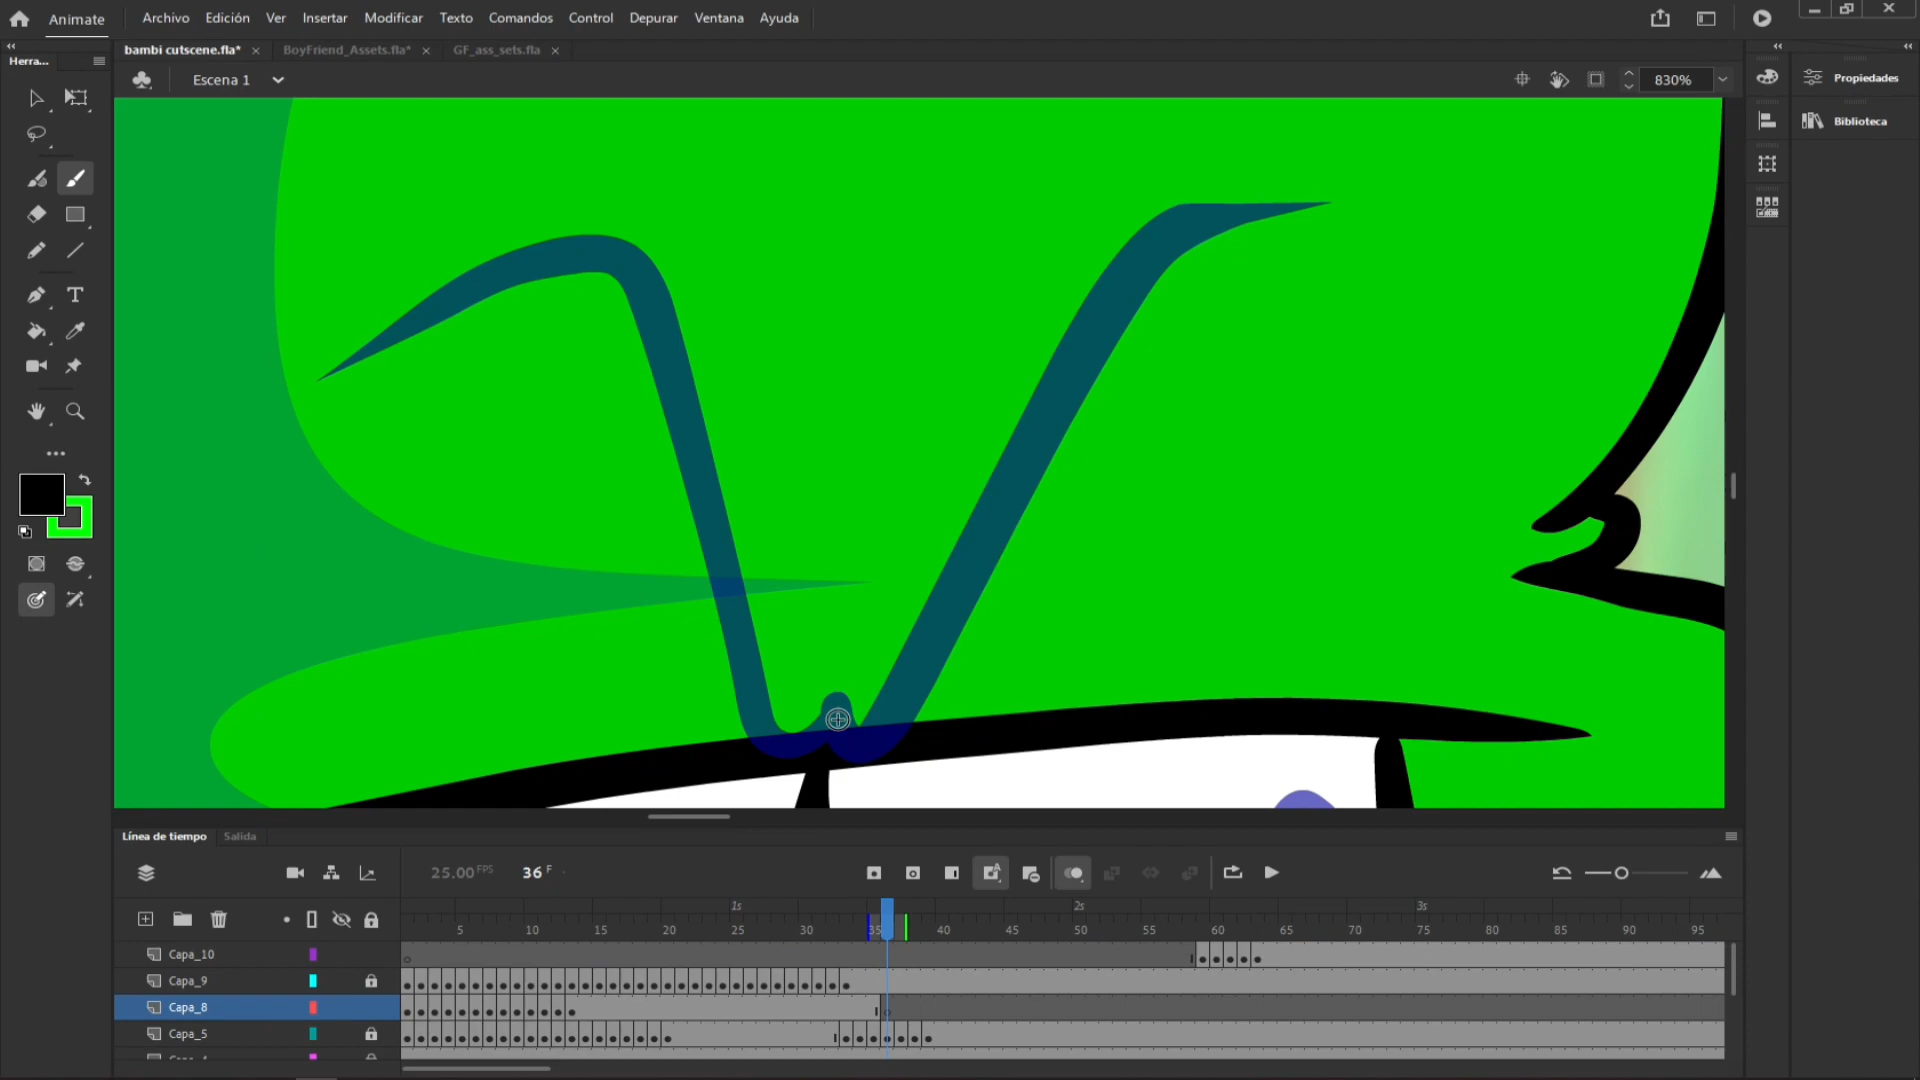 Animate
Archivo Edición Ver Insertar Modificar Texto Comandos Control Depurar Ventana Ayuda
bambi cutscene.fla* BoyFriend_Assets.fla* GF_ass_sets.fla
Herra...
Escena 1
830%
Propiedades
Biblioteca
T
Línea de tiempo Salida
25.00 FPS 36 F
1s 2s 3s
5 10 15 20 25 30 35 40 45 50 55 60 65 70 75 80 85 90 95
Capa_10
Capa_9
Capa_8
Capa_5